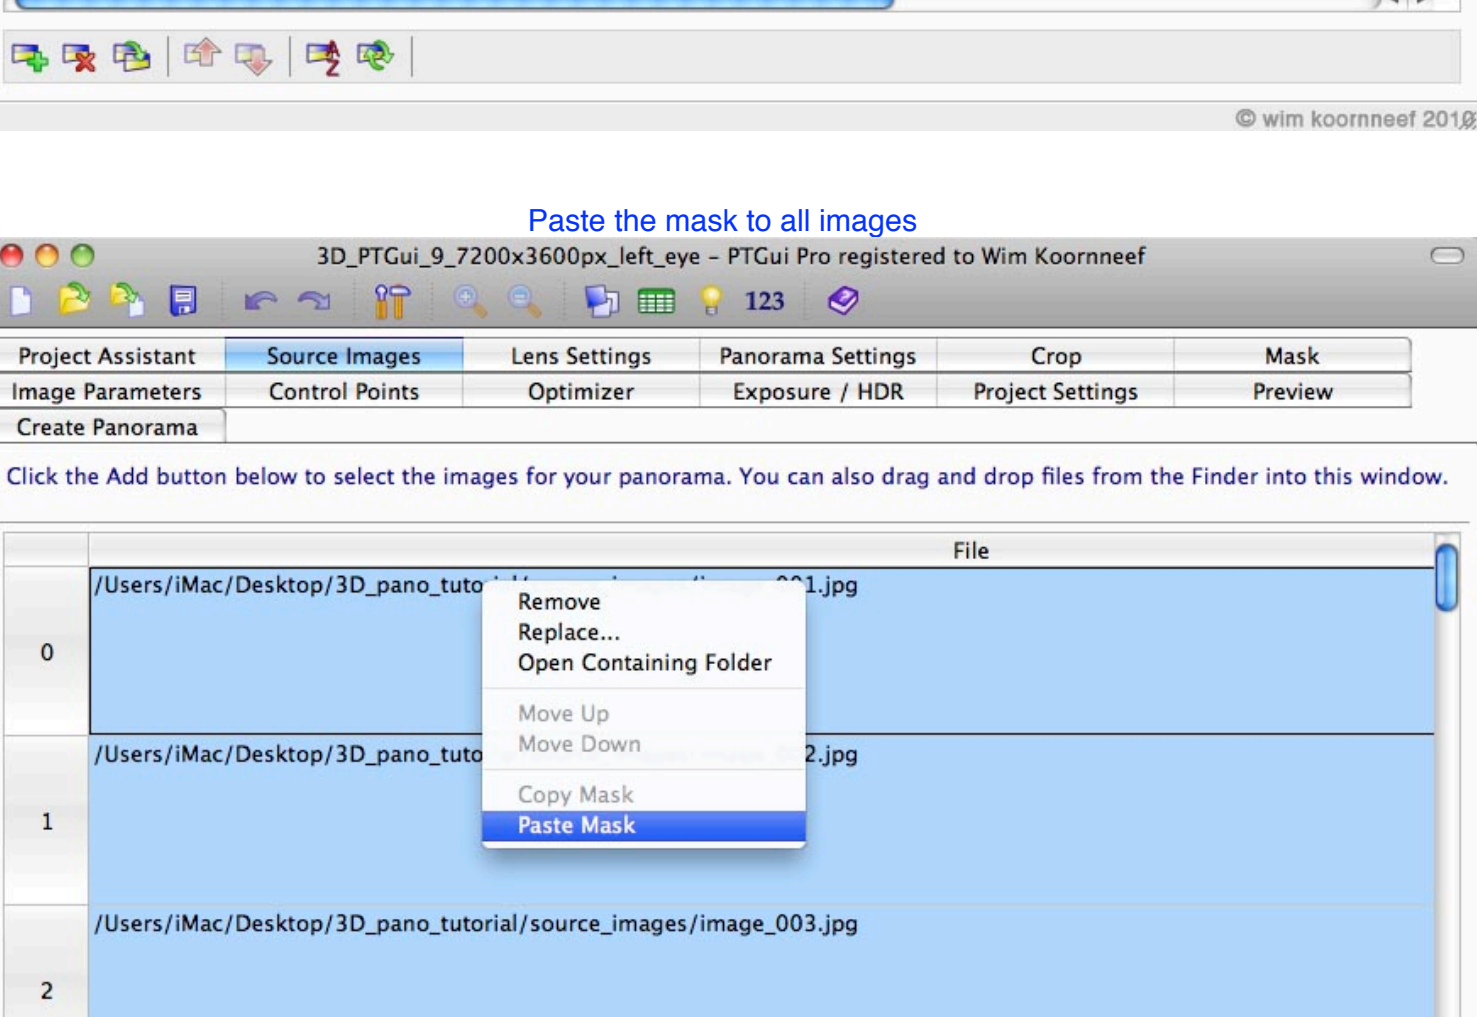 © wim koornneef 2010
Paste the mask to all images
3D_PTGui_9_7200x3600px_left_eye – PTGui Pro registered to Wim Koornneef
123
Project Assistant Source Images Lens Settings Panorama Settings Crop Mask
Image Parameters Control Points Optimizer Exposure / HDR Project Settings Preview
Create Panorama
Click the Add button below to select the images for your panorama. You can also drag and drop files from the Finder into this window.
File
0 /Users/iMac/Desktop/3D_pano_tuto 1.jpg
Remove
Replace...
Open Containing Folder
Move Up
Move Down
Copy Mask
Paste Mask
1 /Users/iMac/Desktop/3D_pano_tuto 2.jpg
2 /Users/iMac/Desktop/3D_pano_tutorial/source_images/image_003.jpg